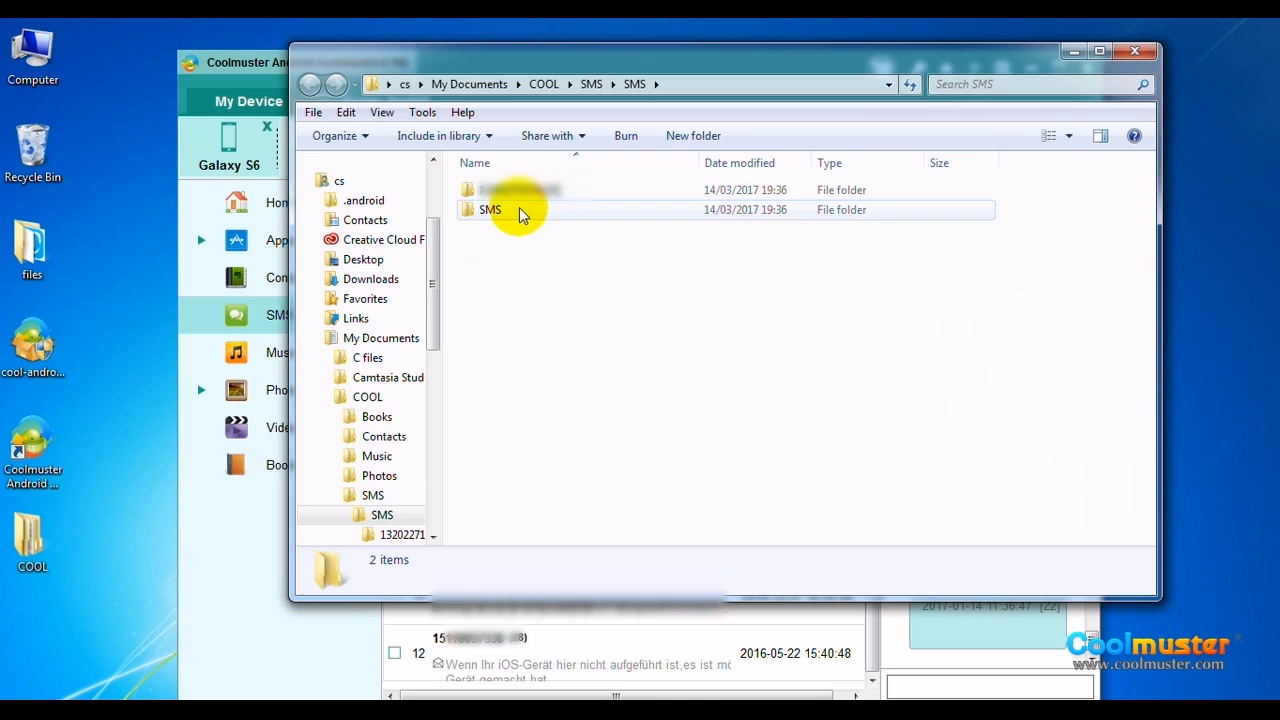 Computer
Recycle Bin
files
cool-andro...
Coolmuster
Android ...
COOL
Coolmuster An
My Device
X
Galaxy S6
Hon
App
Con
SMS
Mus
Pho
Vide
Boo
cs
My Documents
COOL
SMS
SMS
Search SMS
File
Edit
View
Tools
Help
Organize
Include in library
Share with
Burn
New folder
cs
.android
Contacts
Creative Cloud F
Desktop
Downloads
Favorites
Links
My Documents
C files
Camtasia Stud
COOL
Books
Contacts
Music
Photos
SMS
SMS
13202271
Name
Date modified
Type
Size
14/03/2017 19:36
File folder
SMS
14/03/2017 19:36
File folder
2 items
2017-01-14 11:36:47 [22]
12
2016-05-22 15:40:48
Wenn Ihr iOS-Gerät hier nicht aufgeführt ist,es ist mö
Gerät gemacht hat
Coolmuster®
www.coolmuster.com